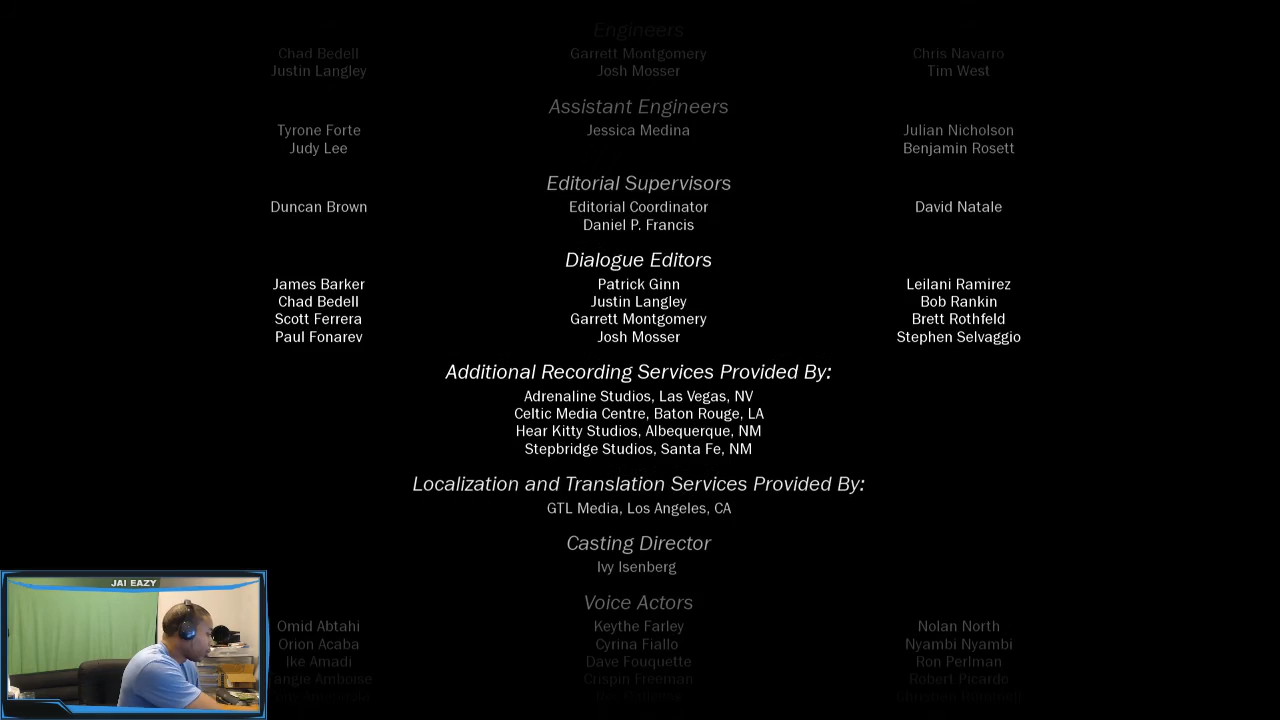 Engineers
Chad Bedell Garrett Montgomery Chris Navarro
Justin Langley Josh Mosser Tim West
Assistant Engineers
Tyrone Forte Jessica Medina Julian Nicholson
Judy Lee Benjamin Rosett
Editorial Supervisors
Duncan Brown Editorial Coordinator David Natale
Daniel P. Francis
Dialogue Editors
James Barker Patrick Ginn Leilani Ramirez
Chad Bedell Justin Langley Bob Rankin
Scott Ferrera Garrett Montgomery Brett Rothfeld
Paul Fonarev Josh Mosser Stephen Selvaggio
Additional Recording Services Provided By:
Adrenaline Studios, Las Vegas, NV
Celtic Media Centre, Baton Rouge, LA
Hear Kitty Studios, Albequerque, NM
Stepbridge Studios, Santa Fe, NM
Localization and Translation Services Provided By:
GTL Media, Los Angeles, CA
Casting Director
Ivy Isenberg
Voice Actors
Omid Abtahi Keythe Farley Nolan North
Orion Acaba Cyrina Fiallo Nyambi Nyambi
Ike Amadi Dave Fouquette Ron Perlman
Amboise Crispin Freeman Robert Picardo
JAI EAZY